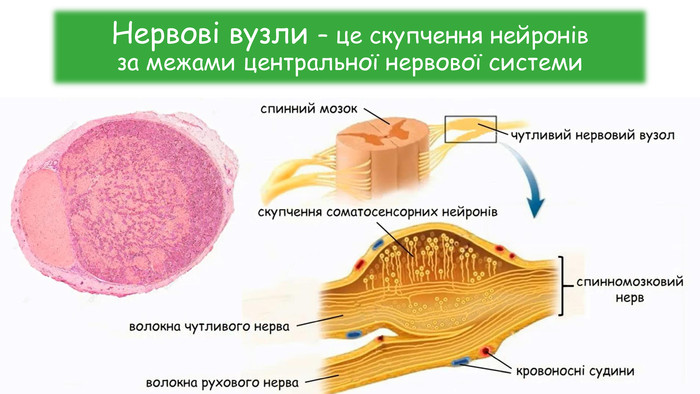 Нервові вузли – це скупчення нейронів
за межами центральної нервової системи
спинний мозок
чутливий нервовий вузол
скупчення соматосенсорних нейронів
спинномозковий
нерв
волокна чутливого нерва
кровоносні судини
волокна рухового нерва